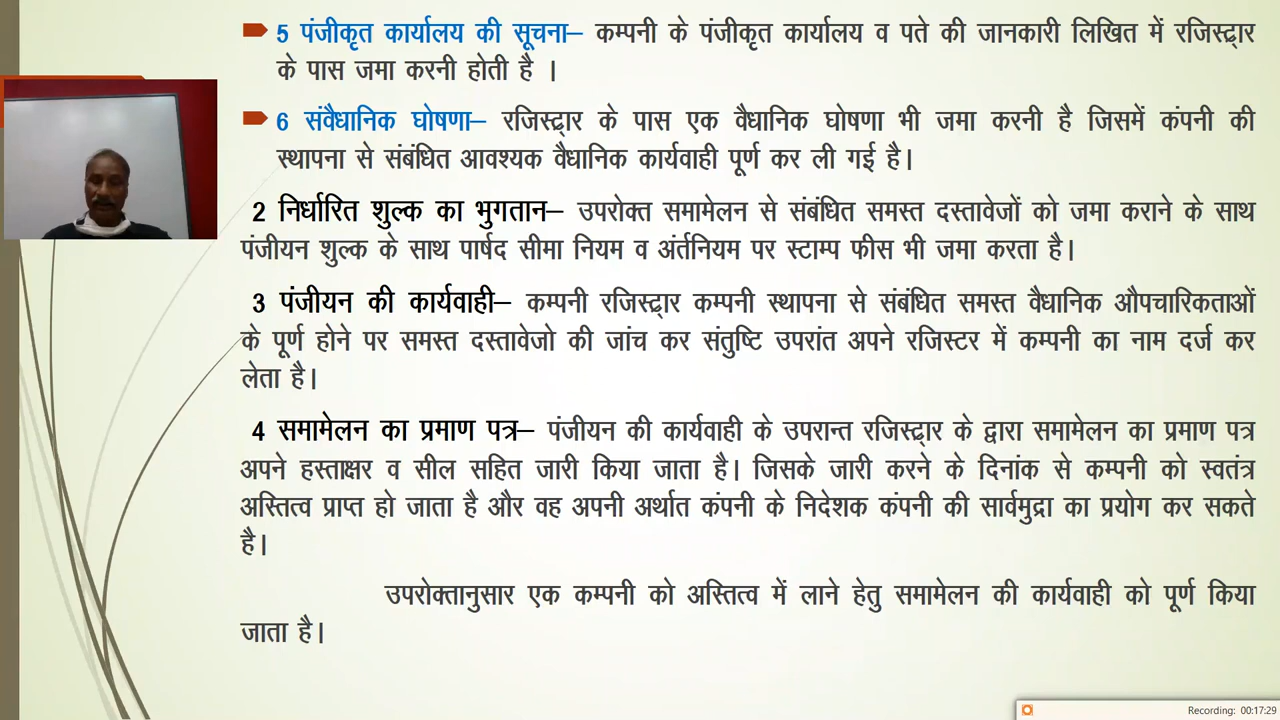 5 पंजीकृत कार्यालय की सूचना– कम्पनी के पंजीकृत कार्यालय व पते की जानकारी लिखित में रजिस्ट्रार
के पास जमा करनी होती है ।
6 संवैधानिक घोषणा– रजिस्ट्रार के पास एक वैधानिक घोषणा भी जमा करनी है जिसमें कंपनी की
स्थापना से संबंधित आवश्यक वैधानिक कार्यवाही पूर्ण कर ली गई है।
2 निर्धारित शुल्क का भुगतान– उपरोक्त समामेलन से संबंधित समस्त दस्तावेजों को जमा कराने के साथ
पंजीयन शुल्क के साथ पार्षद सीमा नियम व अंर्तनियम पर स्टाम्प फीस भी जमा करता है।
3 पंजीयन की कार्यवाही– कम्पनी रजिस्ट्रार कम्पनी स्थापना से संबंधित समस्त वैधानिक औपचारिकताओं
के पूर्ण होने पर समस्त दस्तावेजो की जांच कर संतुष्टि उपरांत अपने रजिस्टर में कम्पनी का नाम दर्ज कर
लेता है।
4 समामेलन का प्रमाण पत्र– पंजीयन की कार्यवाही के उपरान्त रजिस्ट्रार के द्वारा समामेलन का प्रमाण पत्र
अपने हस्ताक्षर व सील सहित जारी किया जाता है। जिसके जारी करने के दिनांक से कम्पनी को स्वतंत्र
अस्तित्व प्राप्त हो जाता है और वह अपनी अर्थात कंपनी के निदेशक कंपनी की सार्वमुद्रा का प्रयोग कर सकते
है।
उपरोक्तानुसार एक कम्पनी को अस्तित्व में लाने हेतु समामेलन की कार्यवाही को पूर्ण किया
जाता है।
Recording: 00:17:29